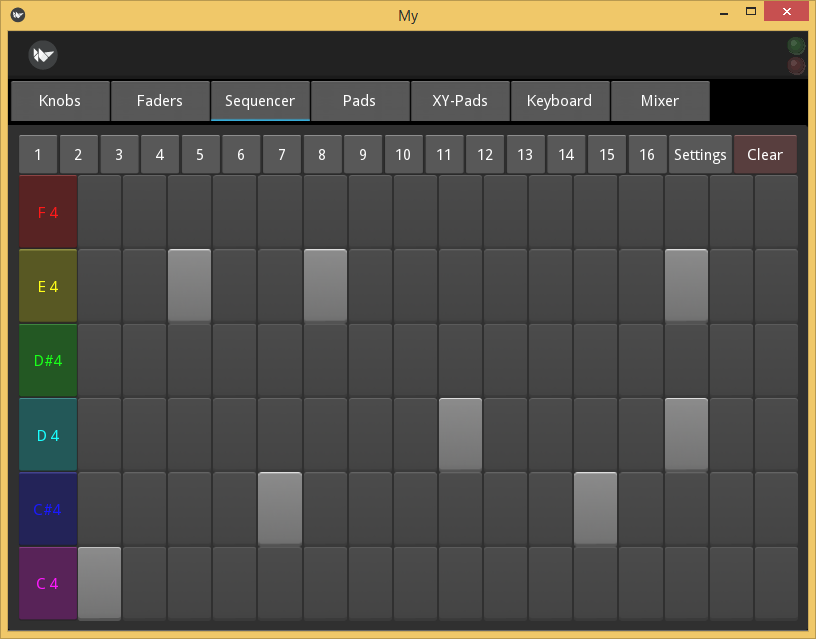 My
Knobs Faders Sequencer Pads XY-Pads Keyboard Mixer
1 2 3 4 5 6 7 8 9 10 11 12 13 14 15 16 Settings Clear
F 4
E 4
D#4
D 4
C#4
C 4